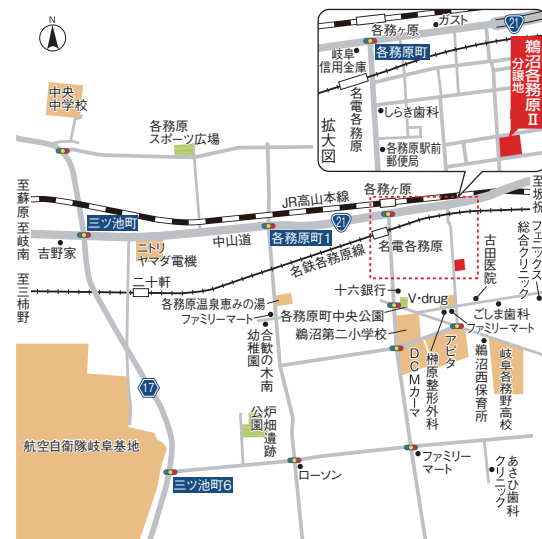 N
中央
中学校
各務原
スポーツ広場
各務ヶ原
ガスト
21
各務原町
岐阜
信用金庫
名電各務原
しらき歯科
各務原駅前
郵便局
拡大図
鵜沼各務原Ⅱ
分譲地
至蘇原
至岐南
至三柿野
三ツ池町
JR高山本線
各務ヶ原
至坂祝
21
吉野家
ニトリ
ヤマダ電機
中山道
各務原町1
名鉄各務原線
名電各務原
二十軒
古田医院
フェニックス
総合クリニック
十六銀行
各務原温泉恵みの湯
ファミリーマート
各務原町中央公園
V・drug
ごしま歯科
ファミリーマート
合歓の木南
幼稚園
鵜沼第二小学校
DCMカーマ
アピタ
榊原整形外科
鵜沼西保育所
岐阜各務野高校
17
炉畑遺跡
公園
航空自衛隊岐阜基地
三ツ池町6
ローソン
ファミリー
マート
あさひ歯科
クリニック